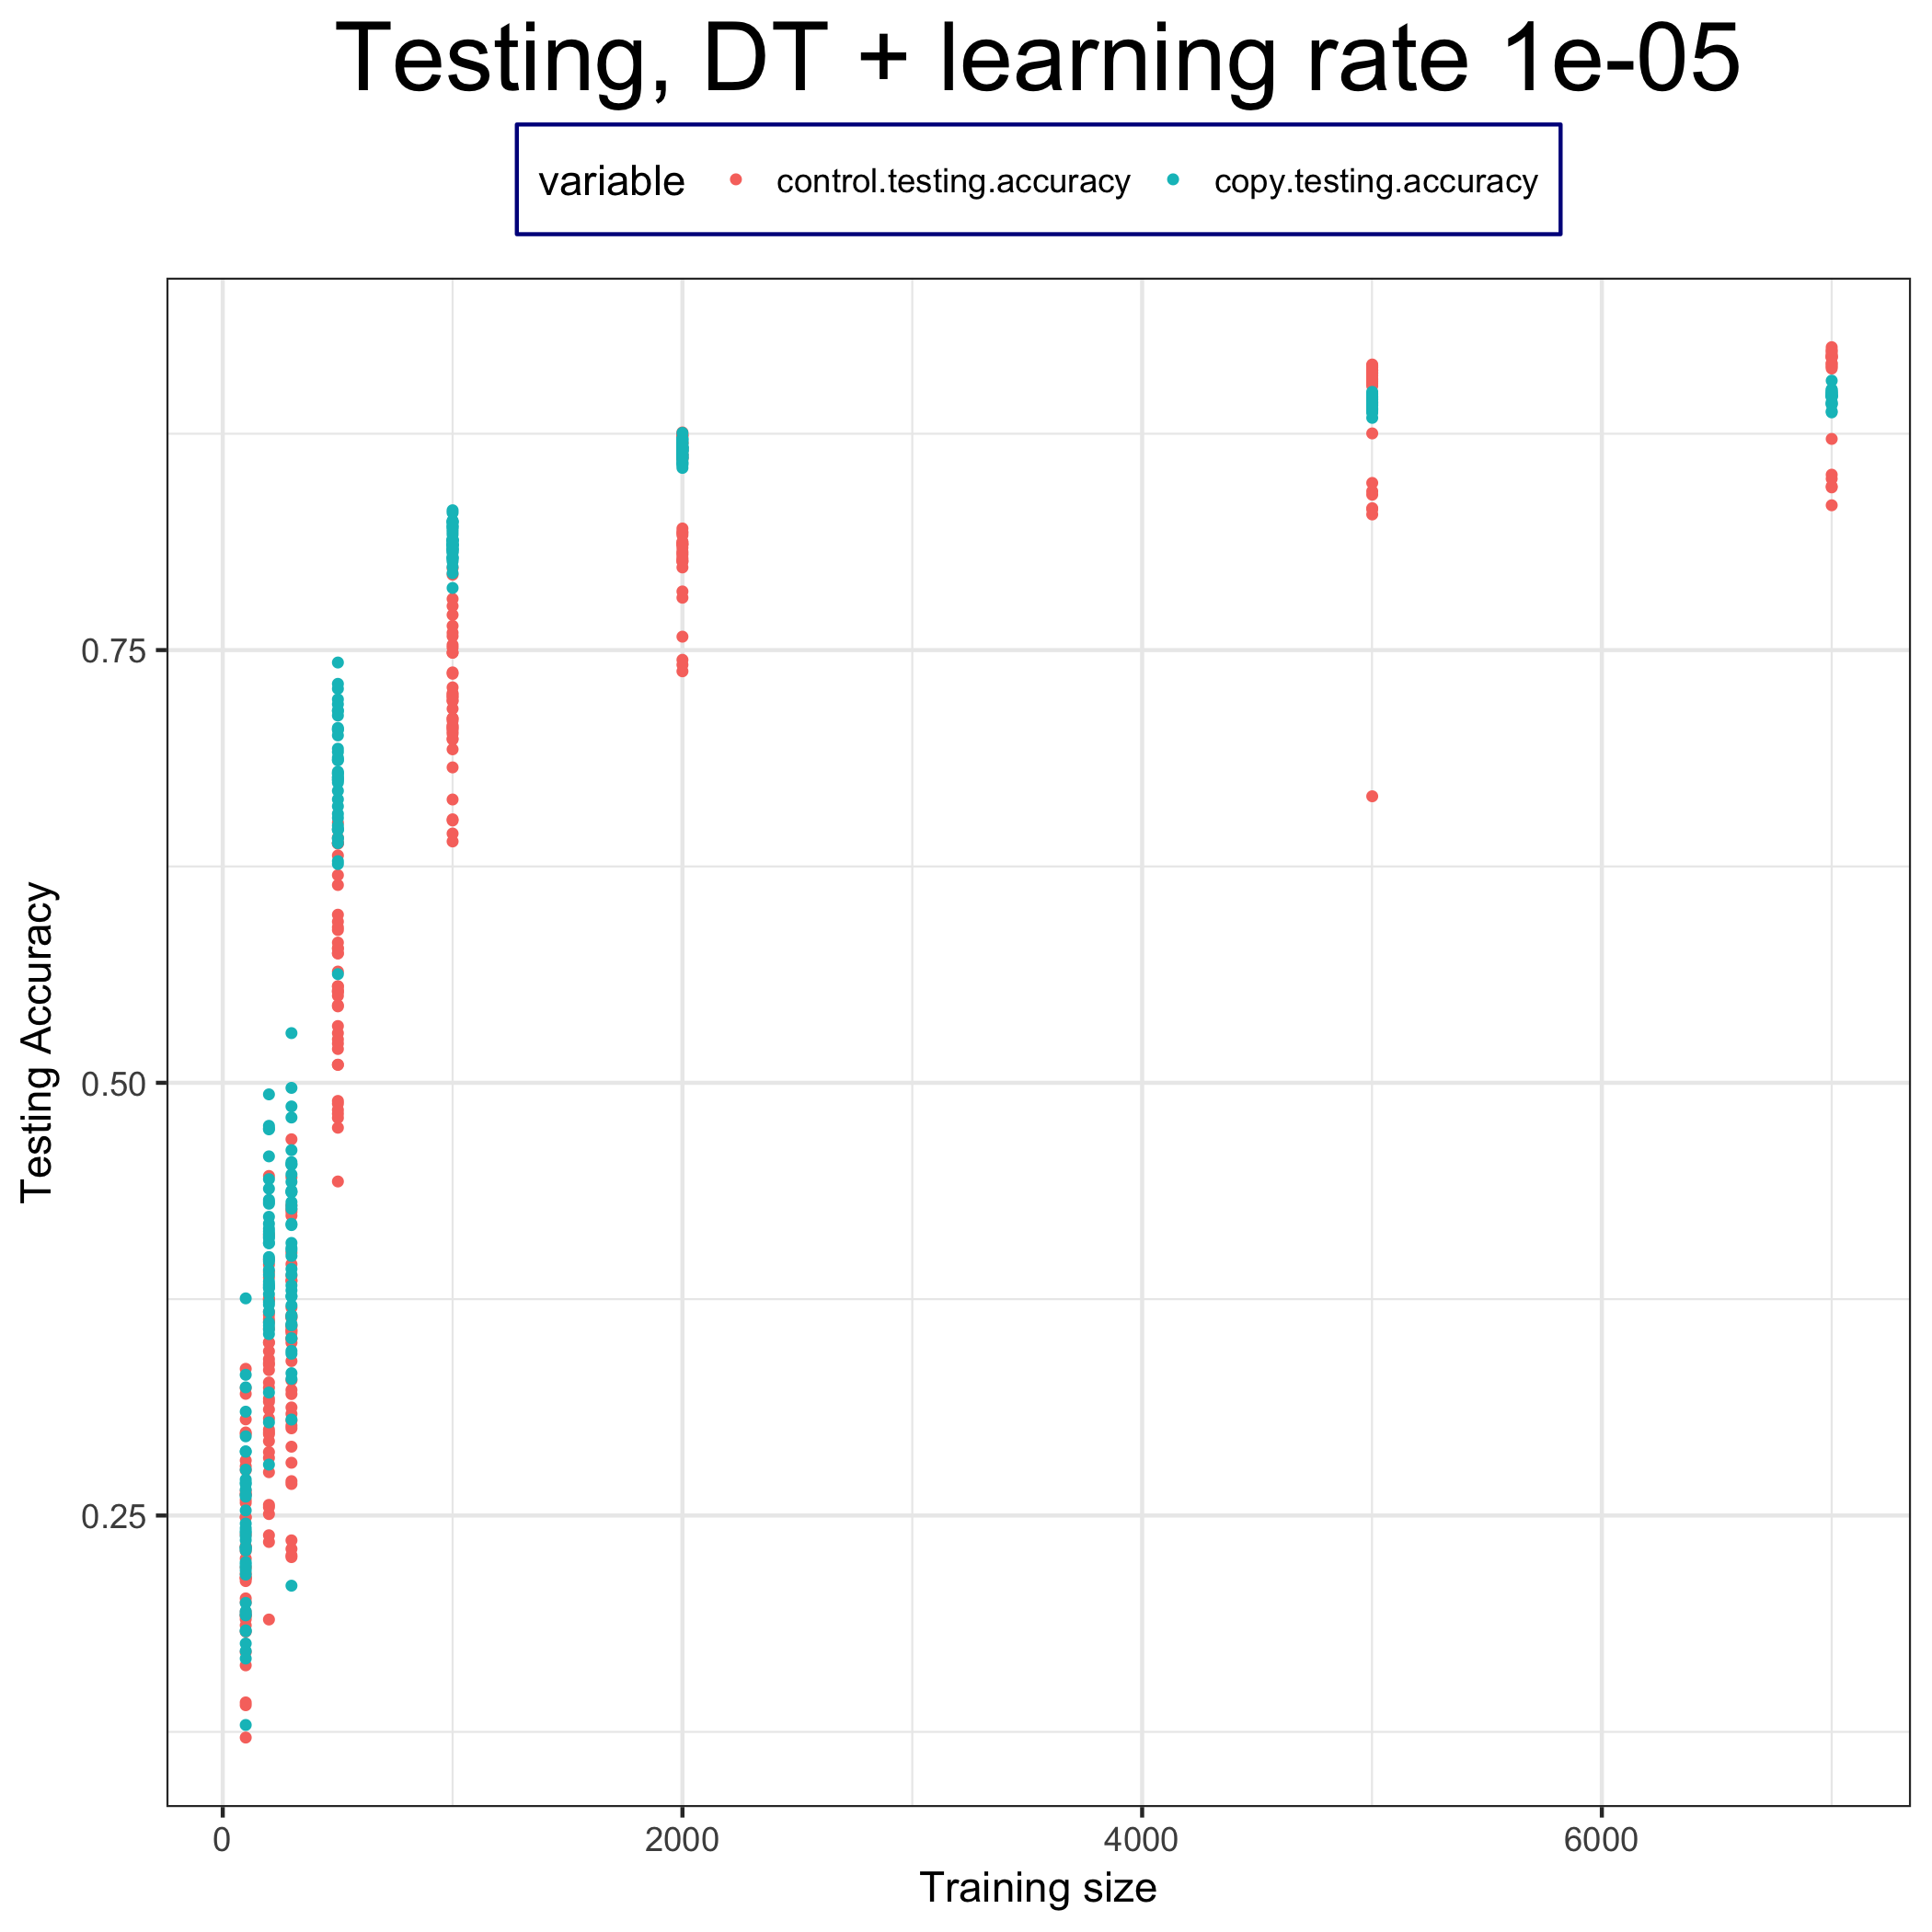 Testing, DT + learning rate 1e-05
variable control.testing.accuracy copy.testing.accuracy
Testing Accuracy
0.75
0.50
0.25
0 2000 4000 6000
Training size